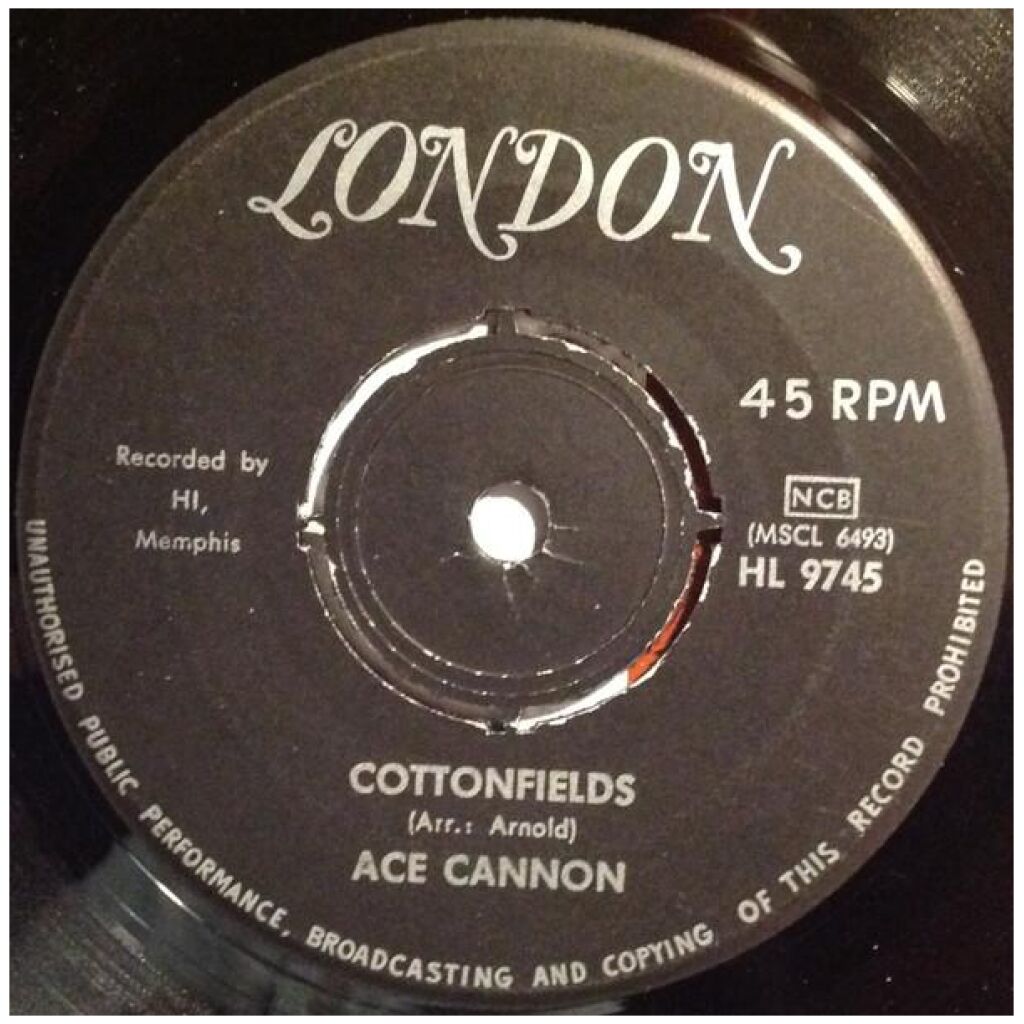 LONDON
45 RPM
Recorded by
HI,
Memphis
NCB
(MSCL 6493)
HL 9745
COTTONFIELDS
(Arr.: Arnold)
ACE CANNON
UNAUTHORISED PUBLIC PERFORMANCE, BROADCASTING AND COPYING OF THIS RECORD PROHIBITED